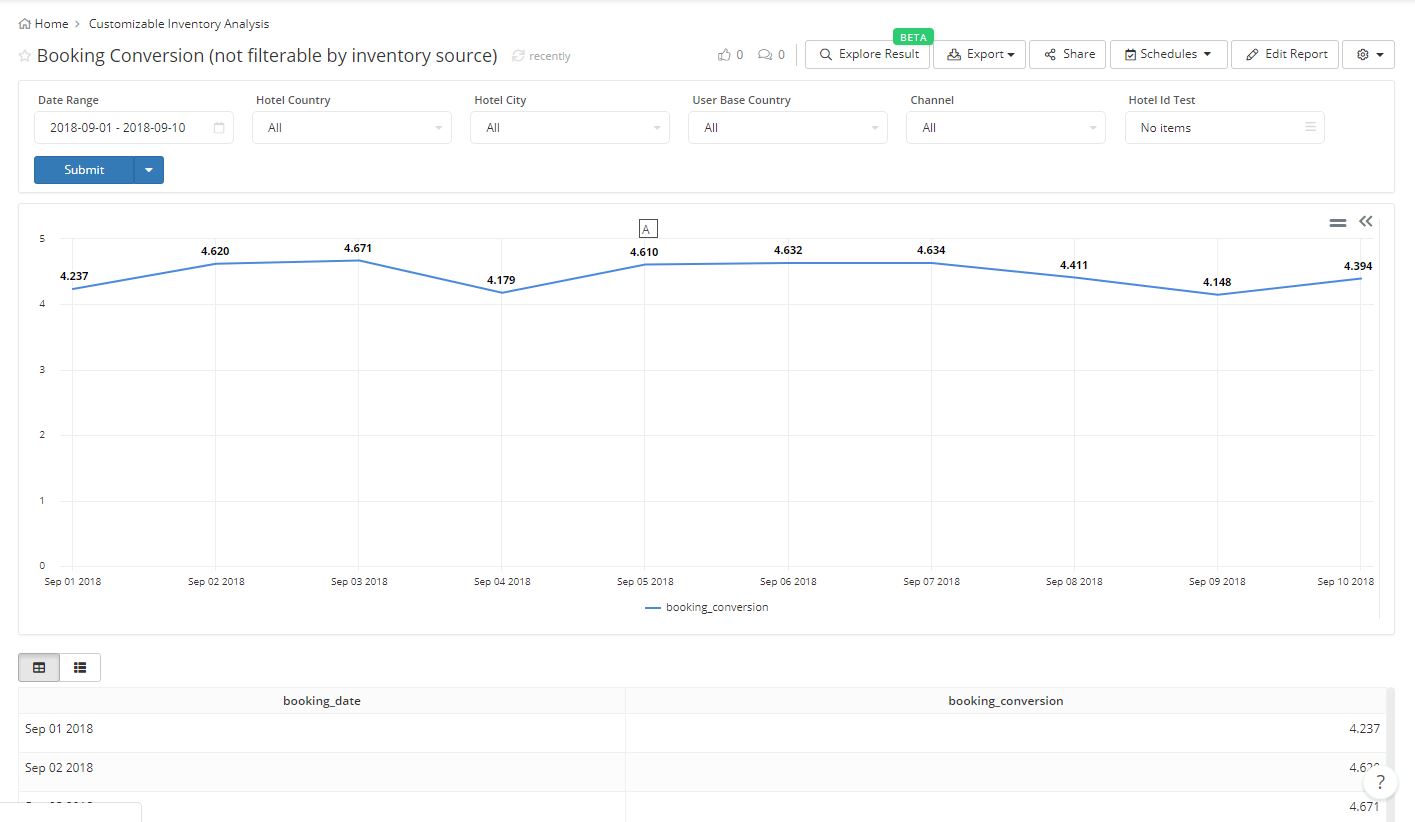 Home > Customizable Inventory Analysis
Booking Conversion (not filterable by inventory source) recently 0 0 Explore Result BETA Export Share Schedules Edit Report
Date Range Hotel Country Hotel City User Base Country Channel Hotel Id Test
2018-09-01 - 2018-09-10 All All All All No items
Submit
A
4.237 4.620 4.671 4.179 4.610 4.632 4.634 4.411 4.148 4.394
5
4
3
2
1
0
Sep 01 2018 Sep 02 2018 Sep 03 2018 Sep 04 2018 Sep 05 2018 Sep 06 2018 Sep 07 2018 Sep 08 2018 Sep 09 2018 Sep 10 2018
booking_conversion
booking_date booking_conversion
Sep 01 2018 4.237
Sep 02 2018
?
4.671